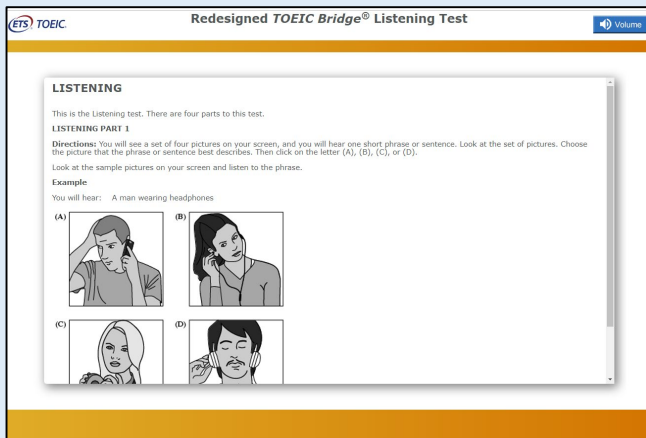 ETS TOEIC.
Redesigned TOEIC Bridge® Listening Test
Volume
LISTENING
This is the Listening test. There are four parts to this test.
LISTENING PART 1
Directions: You will see a set of four pictures on your screen, and you will hear one short phrase or sentence. Look at the set of pictures. Choose
the picture that the phrase or sentence best describes. Then click on the letter (A), (B), (C), or (D).
Look at the sample pictures on your screen and listen to the phrase.
Example
You will hear: A man wearing headphones
(A) (B)
(C) (D)